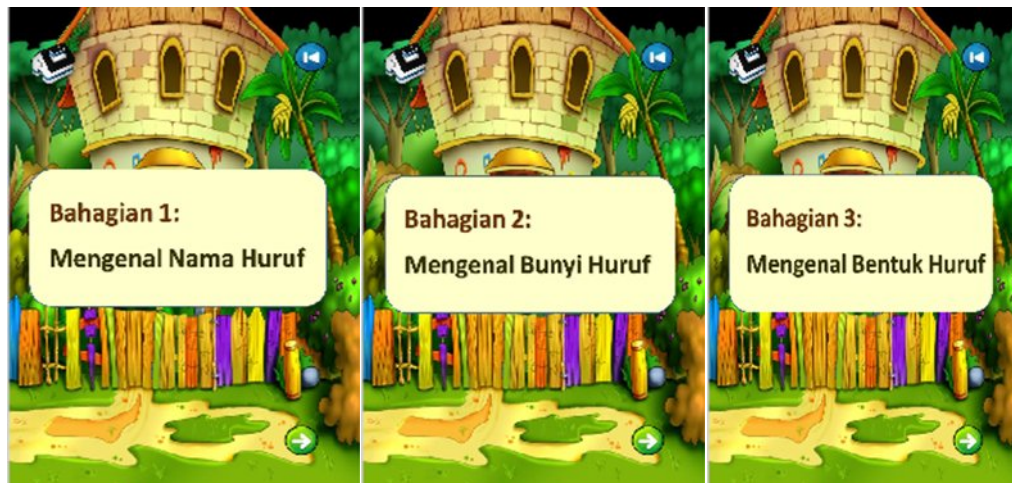 Bahagian 1:
Mengenal Nama Huruf
Bahagian 2:
Mengenal Bunyi Huruf
Bahagian 3:
Mengenal Bentuk Huruf